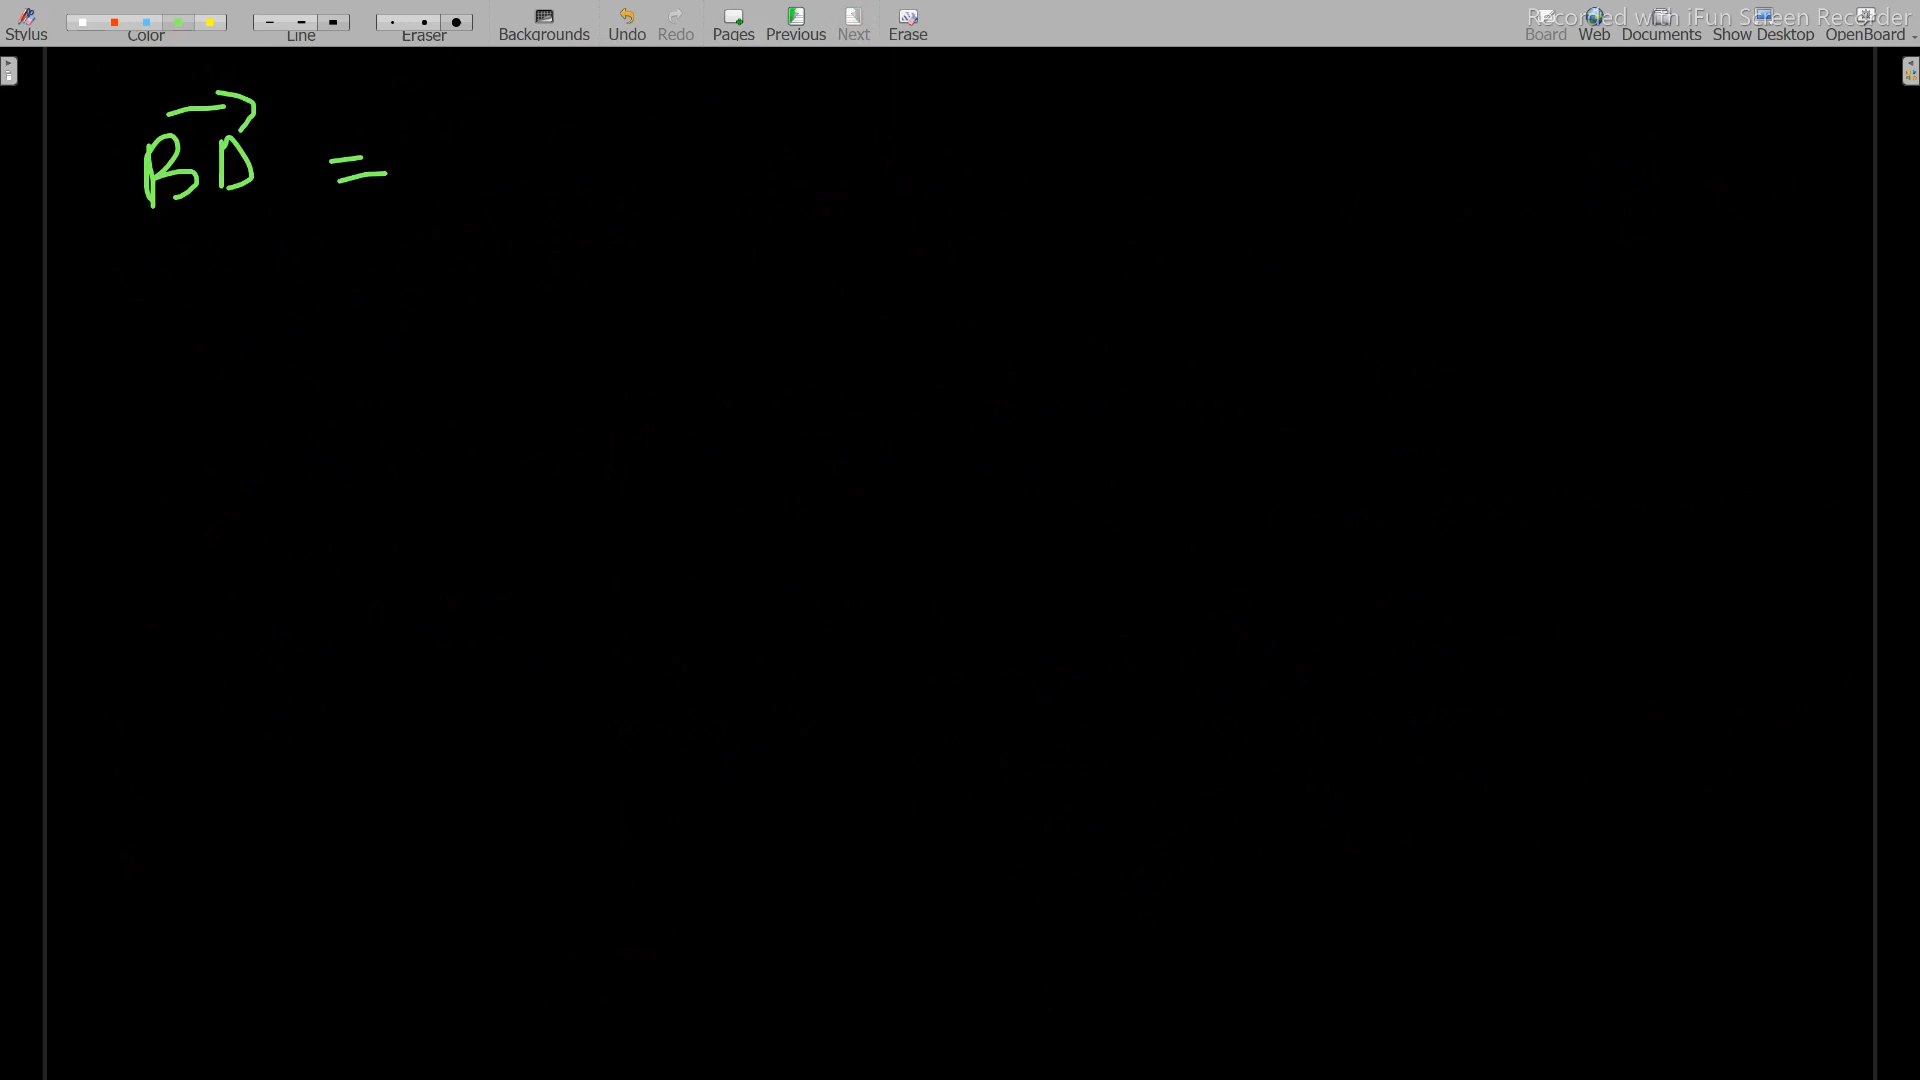 Recorded with iFun Screen Recorder
Stylus Color Line Eraser Backgrounds Undo Redo Pages Previous Next Erase Board Web Documents Show Desktop OpenBoard
$\overrightarrow{BD}$ =